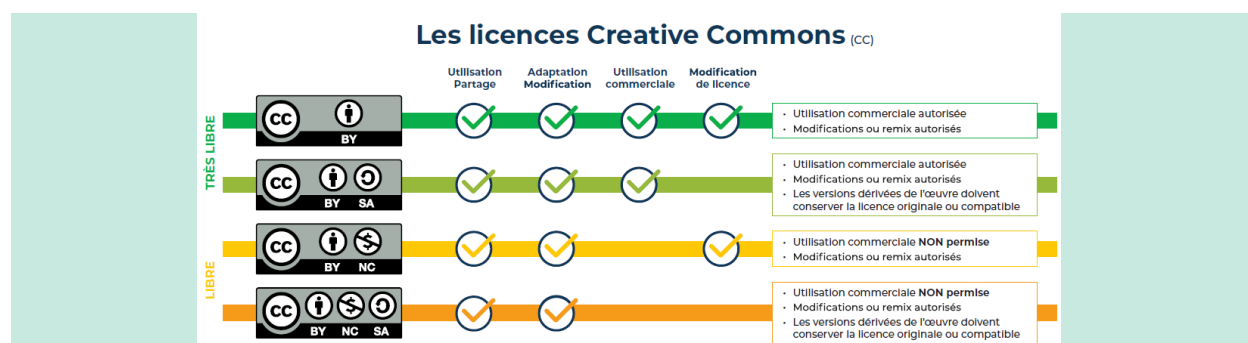 Les licences Creative Commons (CC)
Utilisation
Partage
Adaptation
Modification
Utilisation
commerciale
Modification
de licence
TRÈS LIBRE
CC
BY
• Utilisation commerciale autorisée
• Modifications ou remix autorisés
CC
BY SA
• Utilisation commerciale autorisée
• Modifications ou remix autorisés
• Les versions dérivées de l'œuvre doivent
conserver la licence originale ou compatible
LIBRE
CC
BY NC
• Utilisation commerciale NON permise
• Modifications ou remix autorisés
CC
BY NC SA
• Utilisation commerciale NON permise
• Modifications ou remix autorisés
• Les versions dérivées de l'œuvre doivent
conserver la licence originale ou compatible